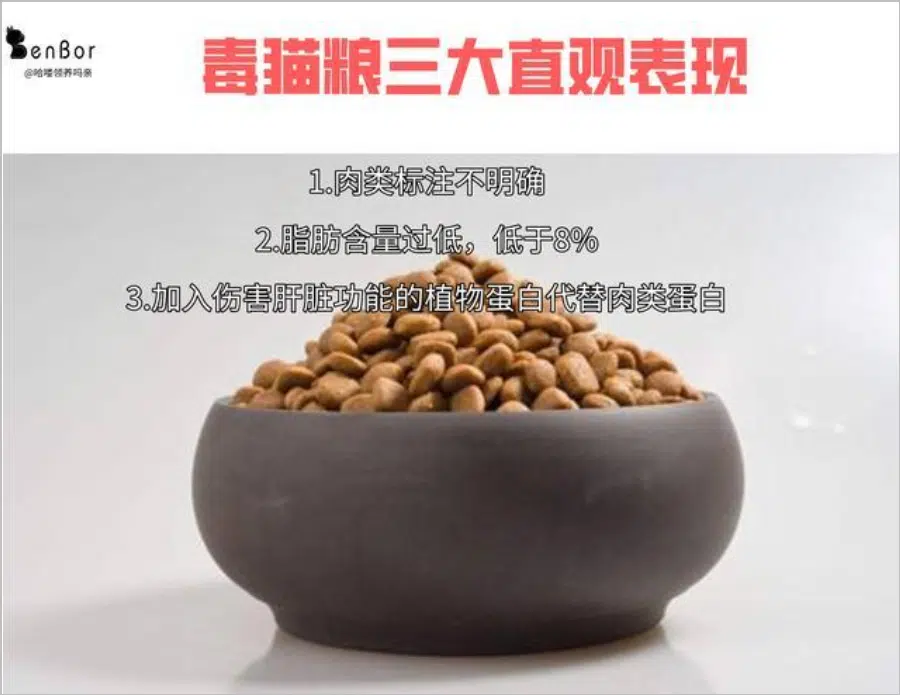 BenBor
@哈喽领养吗亲
毒猫粮三大直观表现
1.肉类标注不明确
2.脂肪含量过低，低于8%
3.加入伤害肝脏功能的植物蛋白代替肉类蛋白